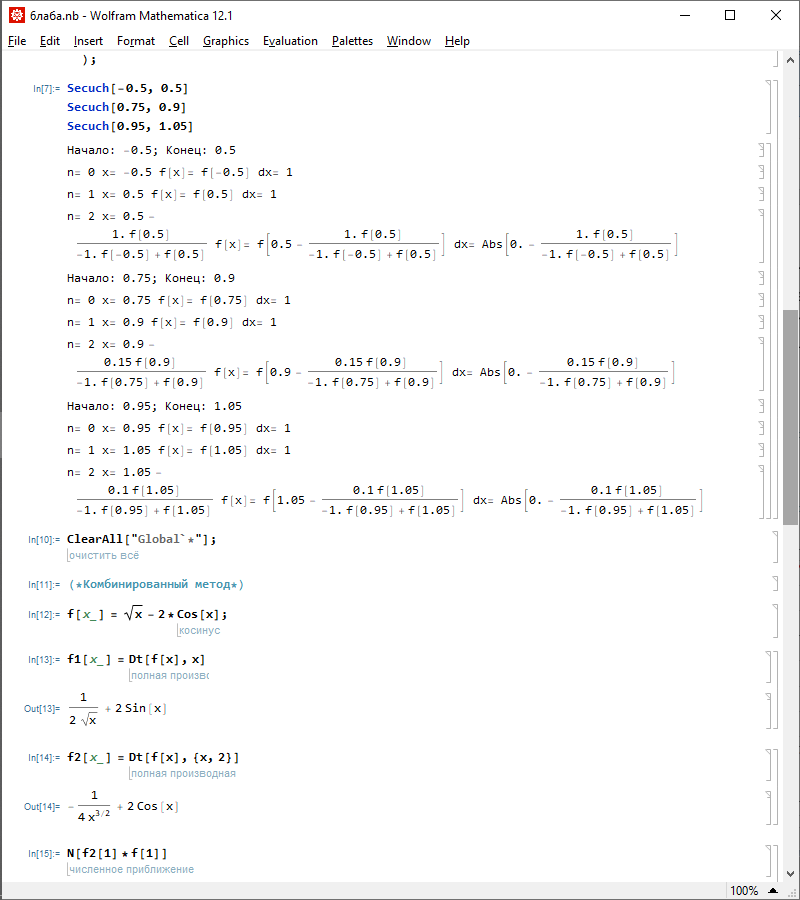 6лаба.nb - Wolfram Mathematica 12.1
File Edit Insert Format Cell Graphics Evaluation Palettes Window Help
);
In[7]:= Secuch[-0.5, 0.5]
Secuch[0.75, 0.9]
Secuch[0.95, 1.05]
Начало: -0.5; Конец: 0.5
n= 0 x= -0.5 f[x]= f[-0.5] dx= 1
n= 1 x= 0.5 f[x]= f[0.5] dx= 1
n= 2 x= 0.5 -
1. f[0.5] / (-1. f[-0.5] + f[0.5]) f[x]= f[0.5 - 1. f[0.5] / (-1. f[-0.5] + f[0.5])] dx= Abs[0. - 1. f[0.5] / (-1. f[-0.5] + f[0.5])]
Начало: 0.75; Конец: 0.9
n= 0 x= 0.75 f[x]= f[0.75] dx= 1
n= 1 x= 0.9 f[x]= f[0.9] dx= 1
n= 2 x= 0.9 -
0.15 f[0.9] / (-1. f[0.75] + f[0.9]) f[x]= f[0.9 - 0.15 f[0.9] / (-1. f[0.75] + f[0.9])] dx= Abs[0. - 0.15 f[0.9] / (-1. f[0.75] + f[0.9])]
Начало: 0.95; Конец: 1.05
n= 0 x= 0.95 f[x]= f[0.95] dx= 1
n= 1 x= 1.05 f[x]= f[1.05] dx= 1
n= 2 x= 1.05 -
0.1 f[1.05] / (-1. f[0.95] + f[1.05]) f[x]= f[1.05 - 0.1 f[1.05] / (-1. f[0.95] + f[1.05])] dx= Abs[0. - 0.1 f[1.05] / (-1. f[0.95] + f[1.05])]
In[10]:= ClearAll["Global`*"];
очистить всё
In[11]:= (*Комбинированный метод*)
In[12]:= f[x_] = √x - 2*Cos[x];
косинус
In[13]:= f1[x_] = Dt[f[x], x]
полная произво
Out[13]= 1 / (2 √x) + 2 Sin[x]
In[14]:= f2[x_] = Dt[f[x], {x, 2}]
полная производная
Out[14]= - 1 / (4 x^3/2) + 2 Cos[x]
In[15]:= N[f2[1]*f[1]]
численное приближение
100%